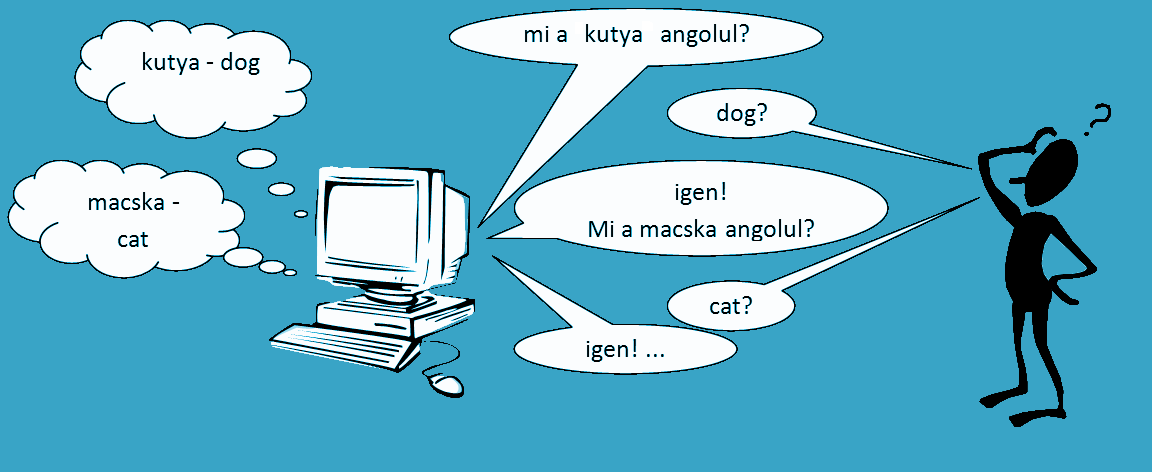 kutya - dog
macska -
cat
mi a kutya angolul?
dog?
igen!
Mi a macska angolul?
cat?
igen! ...
?